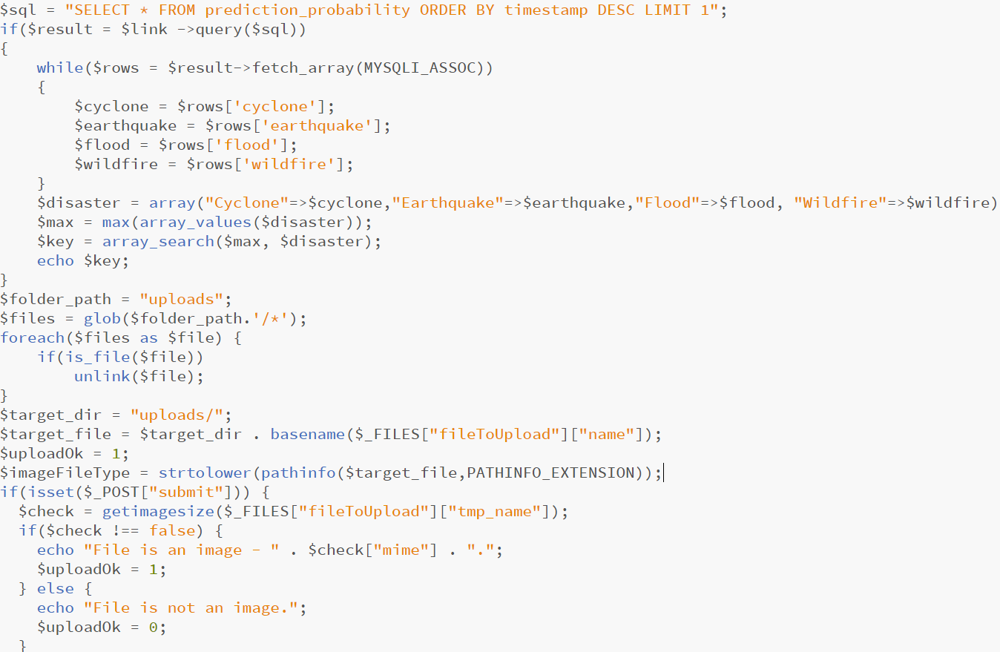 $sql = "SELECT * FROM prediction_probability ORDER BY timestamp DESC LIMIT 1";
if($result = $link ->query($sql))
{
    while($rows = $result->fetch_array(MYSQLI_ASSOC))
    {
        $cyclone = $rows['cyclone'];
        $earthquake = $rows['earthquake'];
        $flood = $rows['flood'];
        $wildfire = $rows['wildfire'];
    }
    $disaster = array("Cyclone"=>$cyclone,"Earthquake"=>$earthquake,"Flood"=>$flood, "Wildfire"=>$wildfire)
    $max = max(array_values($disaster));
    $key = array_search($max, $disaster);
    echo $key;
}
$folder_path = "uploads";
$files = glob($folder_path.'/*');
foreach($files as $file) {
    if(is_file($file))
        unlink($file);
}
$target_dir = "uploads/";
$target_file = $target_dir . basename($_FILES["fileToUpload"]["name"]);
$uploadOk = 1;
$imageFileType = strtolower(pathinfo($target_file,PATHINFO_EXTENSION));
if(isset($_POST["submit"])) {
  $check = getimagesize($_FILES["fileToUpload"]["tmp_name"]);
  if($check !== false) {
    echo "File is an image - " . $check["mime"] . ".";
    $uploadOk = 1;
  } else {
    echo "File is not an image.";
    $uploadOk = 0;
  }